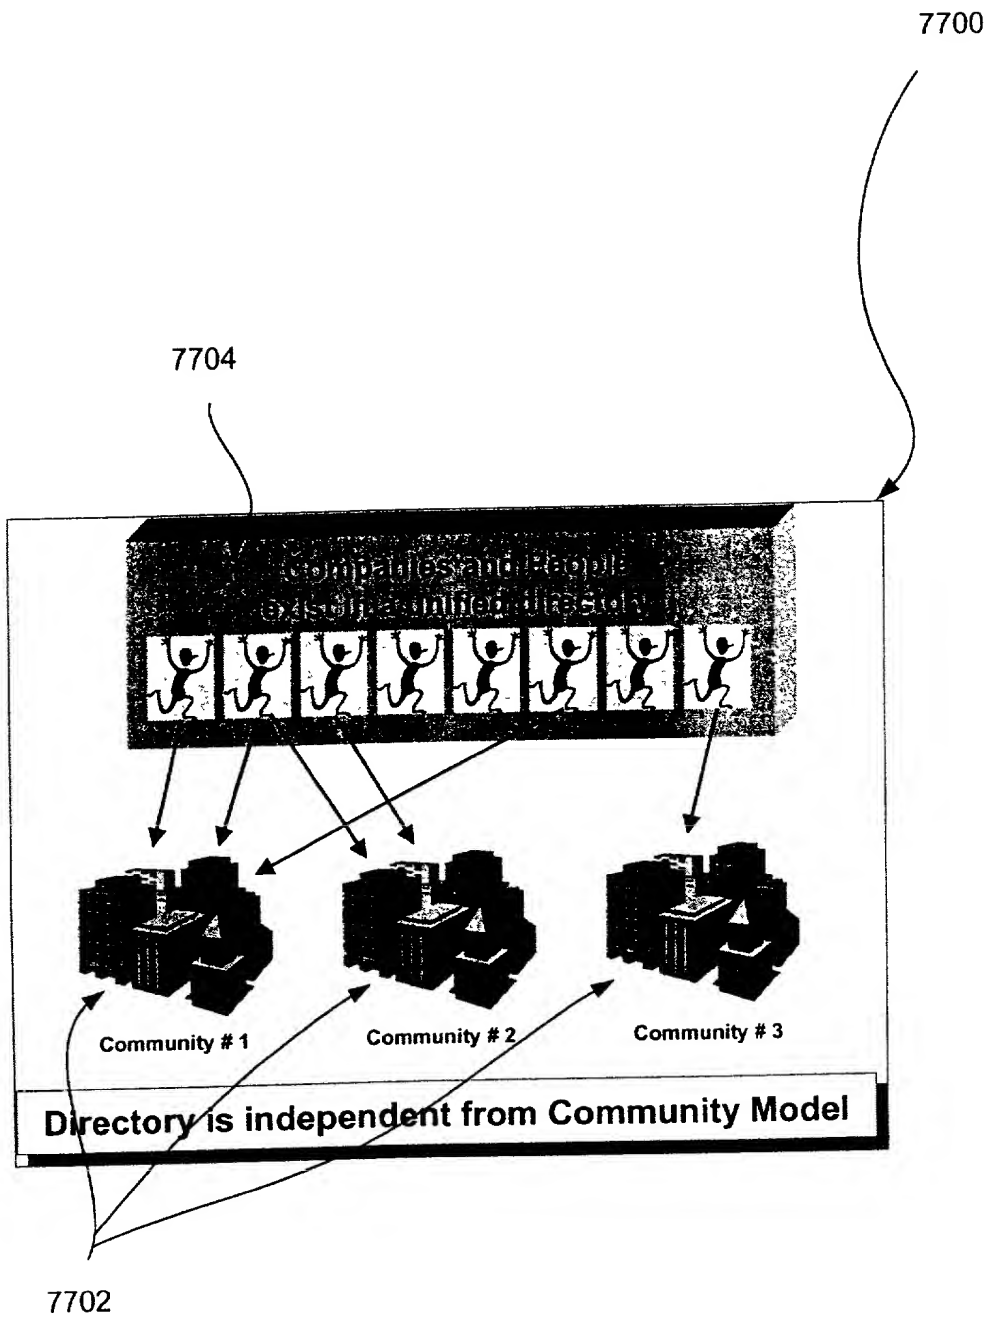 7700
7704
Companies and People
exist in a unified directory
Community # 1
Community # 2
Community # 3
Directory is independent from Community Model
7702